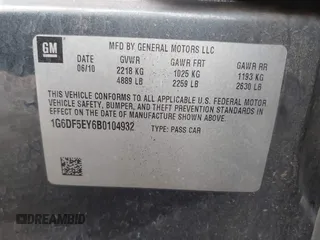 GM
MFD BY GENERAL MOTORS LLC
DATE GVWR GAWR FRT GAWR RR
06/10 2218 KG 1025 KG 1193 KG
4889 LB 2259 LB 2630 LB
THIS VEHICLE CONFORMS TO ALL APPLICABLE U.S. FEDERAL MOTOR
VEHICLE SAFETY, BUMPER, AND THEFT PREVENTION STANDARDS
IN EFFECT ON THE DATE OF MANUFACTURE SHOWN ABOVE.
1G6DF5EY6B0104932 TYPE: PASS CAR
DREAMBID